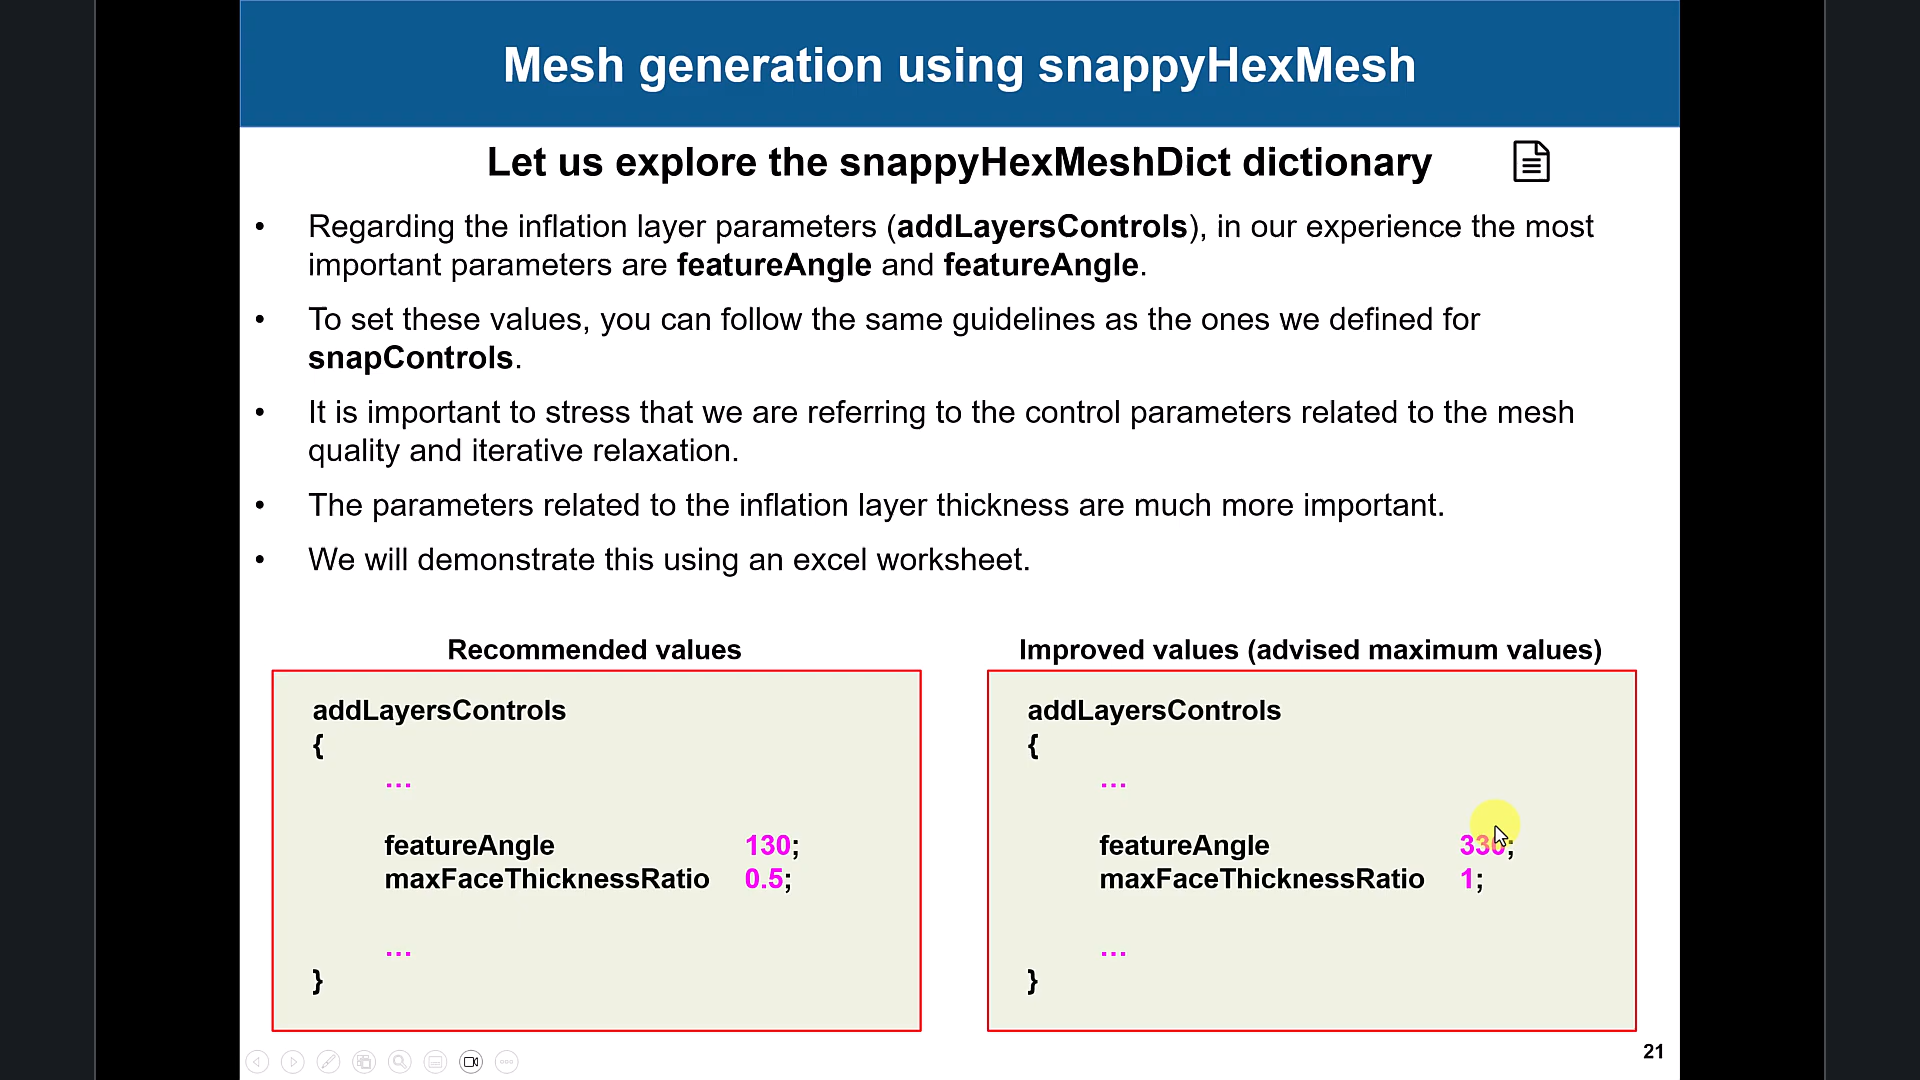 Mesh generation using snappyHexMesh
Let us explore the snappyHexMeshDict dictionary
• Regarding the inflation layer parameters (addLayersControls), in our experience the most
important parameters are featureAngle and featureAngle.
• To set these values, you can follow the same guidelines as the ones we defined for
snapControls.
• It is important to stress that we are referring to the control parameters related to the mesh
quality and iterative relaxation.
• The parameters related to the inflation layer thickness are much more important.
• We will demonstrate this using an excel worksheet.
Recommended values
addLayersControls
{
...
featureAngle 130;
maxFaceThicknessRatio 0.5;
...
}
Improved values (advised maximum values)
addLayersControls
{
...
featureAngle 330;
maxFaceThicknessRatio 1;
...
}
21